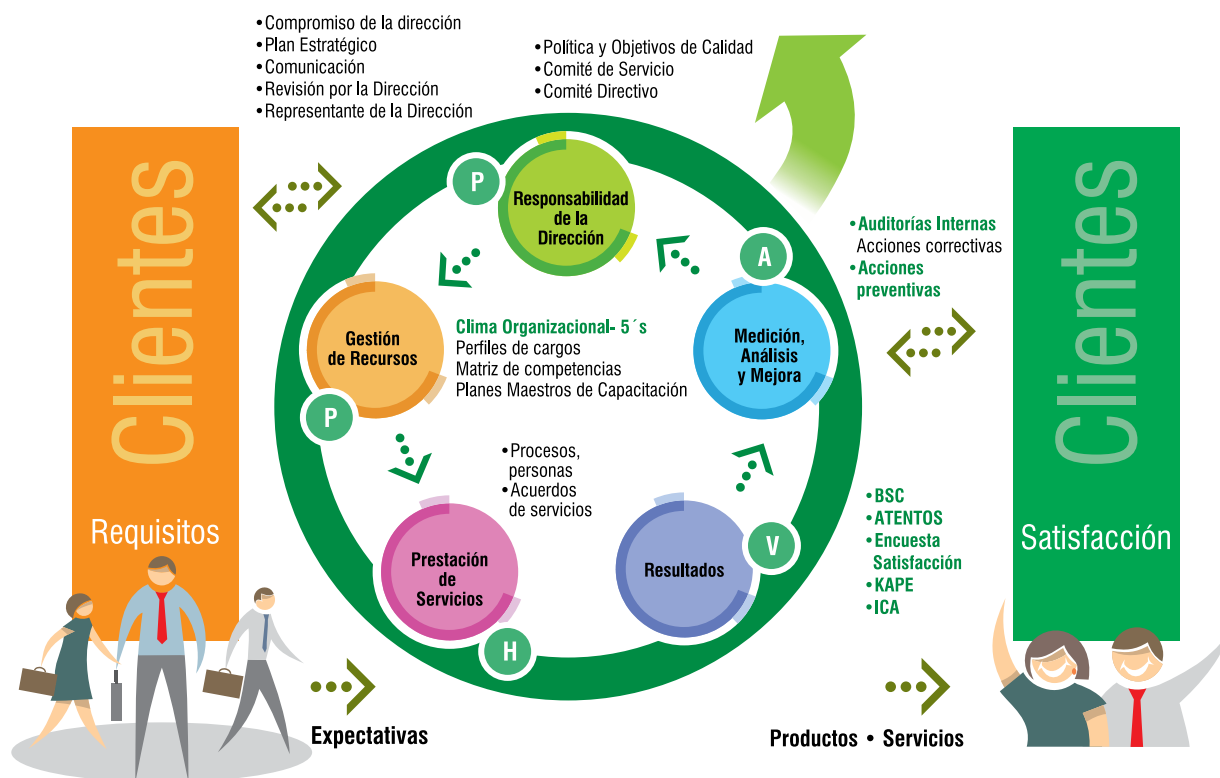 •Compromiso de la dirección
•Plan Estratégico
•Comunicación
•Revisión por la Dirección
•Representante de la Dirección
•Política y Objetivos de Calidad
•Comité de Servicio
•Comité Directivo
Clientes
Requisitos
P
Responsabilidad
de la
Dirección
A
•Auditorías Internas
Acciones correctivas
•Acciones
preventivas
Gestión
de Recursos
P
Clima Organizacional- 5´s
Perfiles de cargos
Matriz de competencias
Planes Maestros de Capacitación
Medición,
Análisis
y Mejora
•Procesos,
personas
•Acuerdos
de servicios
Prestación
de
Servicios
H
Resultados
V
•BSC
•ATENTOS
•Encuesta
Satisfacción
•KAPE
•ICA
Clientes
Satisfacción
Expectativas
Productos • Servicios